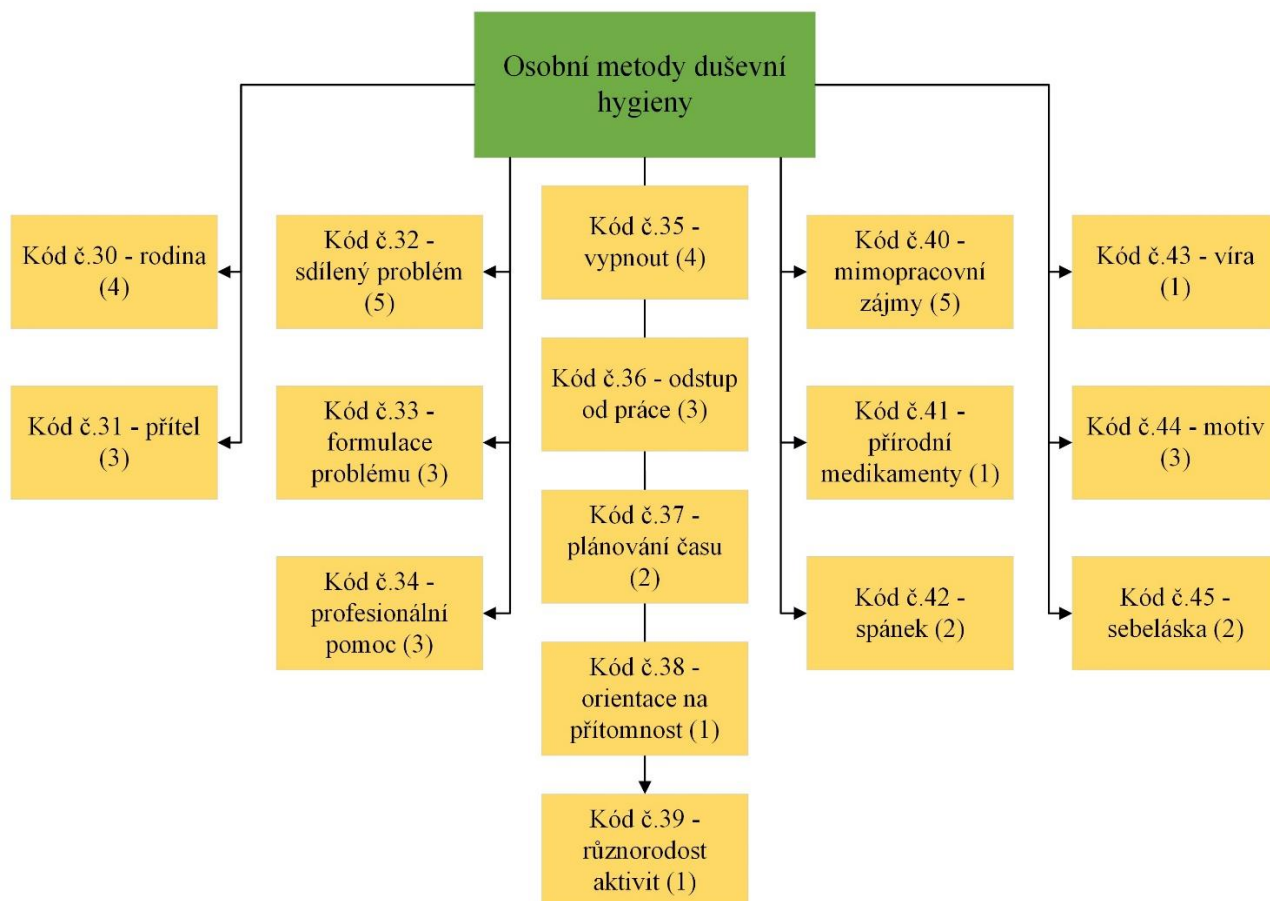 Osobní metody duševní
hygieny
Kód č.30 - rodina
(4)
Kód č.31 - přítel
(3)
Kód č.32 -
sdílený problém
(5)
Kód č.33 -
formulace
problému (3)
Kód č.34 -
profesionální
pomoc (3)
Kód č.35 -
vypnout (4)
Kód č.36 - odstup
od práce (3)
Kód č.37 -
plánování času
(2)
Kód č.38 -
orientace na
přítomnost (1)
Kód č.39 -
různorodost
aktivit (1)
Kód č.40 -
mimopracovní
zájmy (5)
Kód č.41 -
přírodní
medikamenty (1)
Kód č.42 -
spánek (2)
Kód č.43 - víra
(1)
Kód č.44 - motiv
(3)
Kód č.45 -
sebeláska (2)